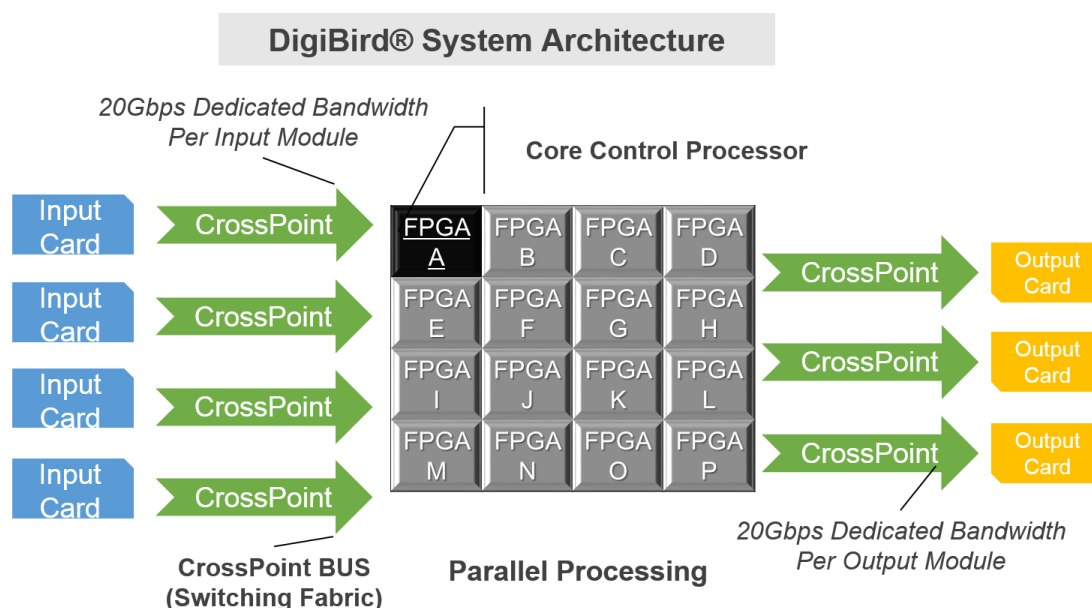 DigiBird® System Architecture
20Gbps Dedicated Bandwidth
Per Input Module
Core Control Processor
Input
Card
CrossPoint
Input
Card
CrossPoint
Input
Card
CrossPoint
Input
Card
CrossPoint
FPGA
A
FPGA
B
FPGA
C
FPGA
D
FPGA
E
FPGA
F
FPGA
G
FPGA
H
FPGA
I
FPGA
J
FPGA
K
FPGA
L
FPGA
M
FPGA
N
FPGA
O
FPGA
P
CrossPoint
Output
Card
CrossPoint
Output
Card
CrossPoint
Output
Card
20Gbps Dedicated Bandwidth
Per Output Module
CrossPoint BUS
(Switching Fabric)
Parallel Processing